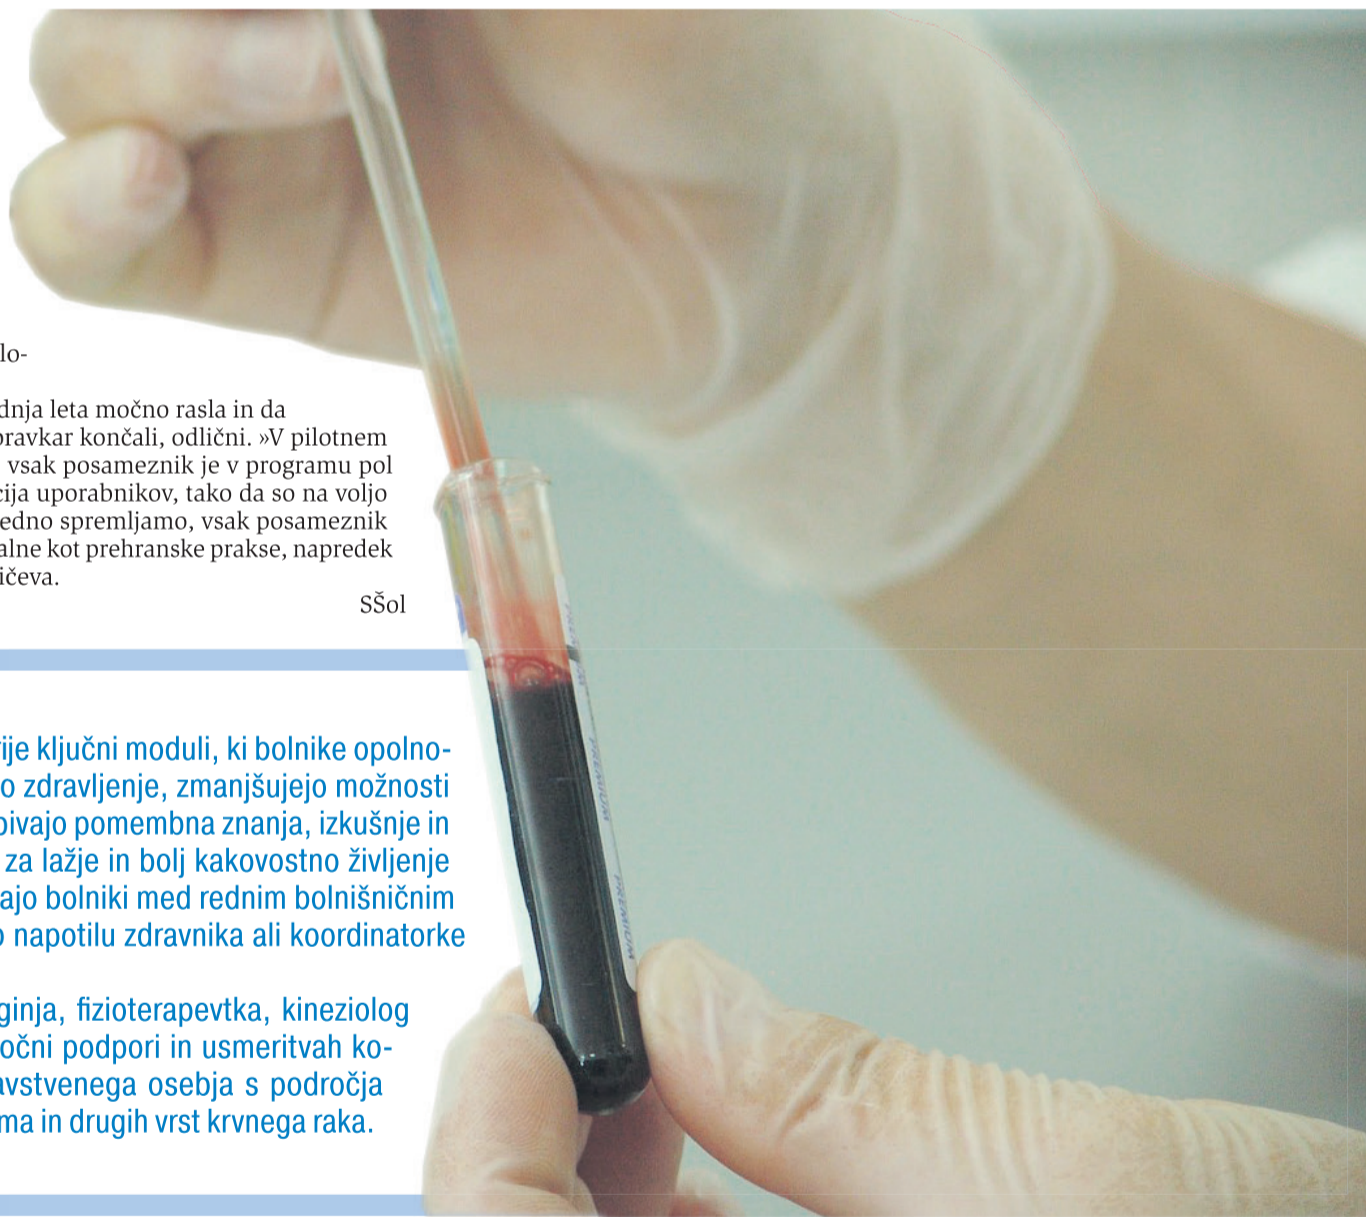 lo-
dnja leta močno rasla in da
pravkar končali, odlični. »V pilotnem
vsak posameznik je v programu pol
cija uporabnikov, tako da so na voljo
edno spremljamo, vsak posameznik
alne kot prehranske prakse, napredek
ičeva.
SŠol
rije ključni moduli, ki bolnike opolno-
o zdravljenje, zmanjšujejo možnosti
bivajo pomembna znanja, izkušnje in
za lažje in bolj kakovostno življenje
ajo bolniki med rednim bolnišničnim
o napotilu zdravnika ali koordinatorke
ginja, fizioterapevtka, kineziolog
očni podpori in usmeritvah ko-
avstvenega osebja s področja
ma in drugih vrst krvnega raka.
PREMIUM
PREMIUM